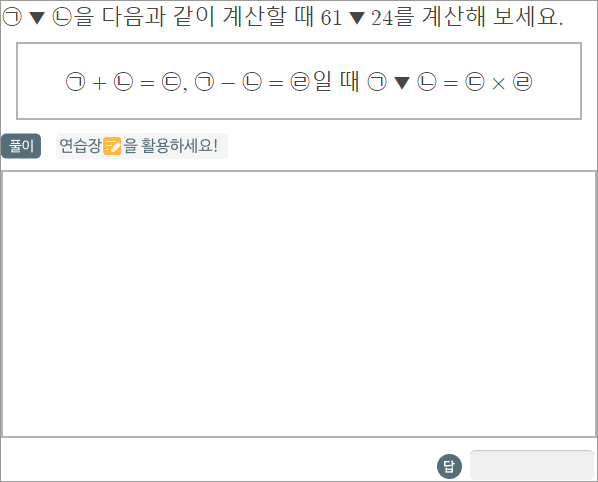 ㉠ ▼ ㉡을 다음과 같이 계산할 때 61 ▼ 24를 계산해 보세요.
㉠ + ㉡ = ㉢, ㉠ − ㉡ = ㉣일 때 ㉠ ▼ ㉡ = ㉢ × ㉣
풀이 연습장을 활용하세요!
답